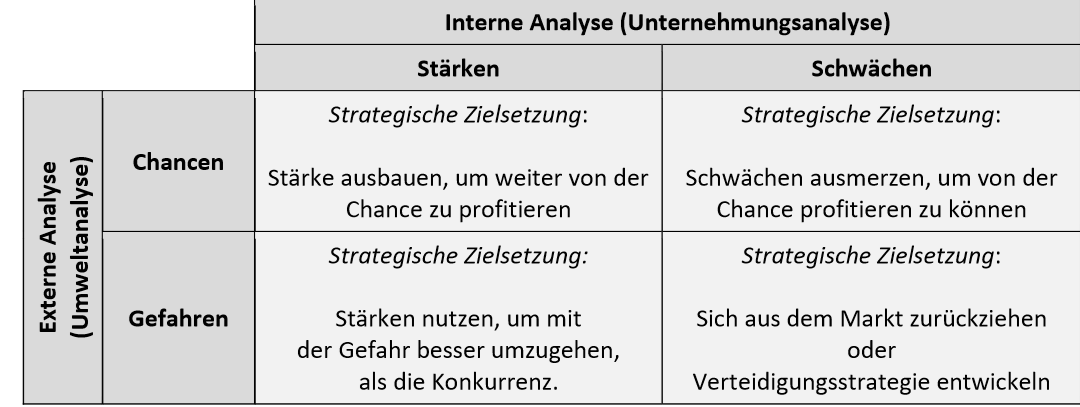 Interne Analyse (Unternehmungsanalyse)
Stärken
Schwächen
Externe Analyse
(Umweltanalyse)
Chancen
Strategische Zielsetzung:
Stärke ausbauen, um weiter von der
Chance zu profitieren
Strategische Zielsetzung:
Schwächen ausmerzen, um von der
Chance profitieren zu können
Gefahren
Strategische Zielsetzung:
Stärken nutzen, um mit
der Gefahr besser umzugehen,
als die Konkurrenz.
Strategische Zielsetzung:
Sich aus dem Markt zurückziehen
oder
Verteidigungsstrategie entwickeln